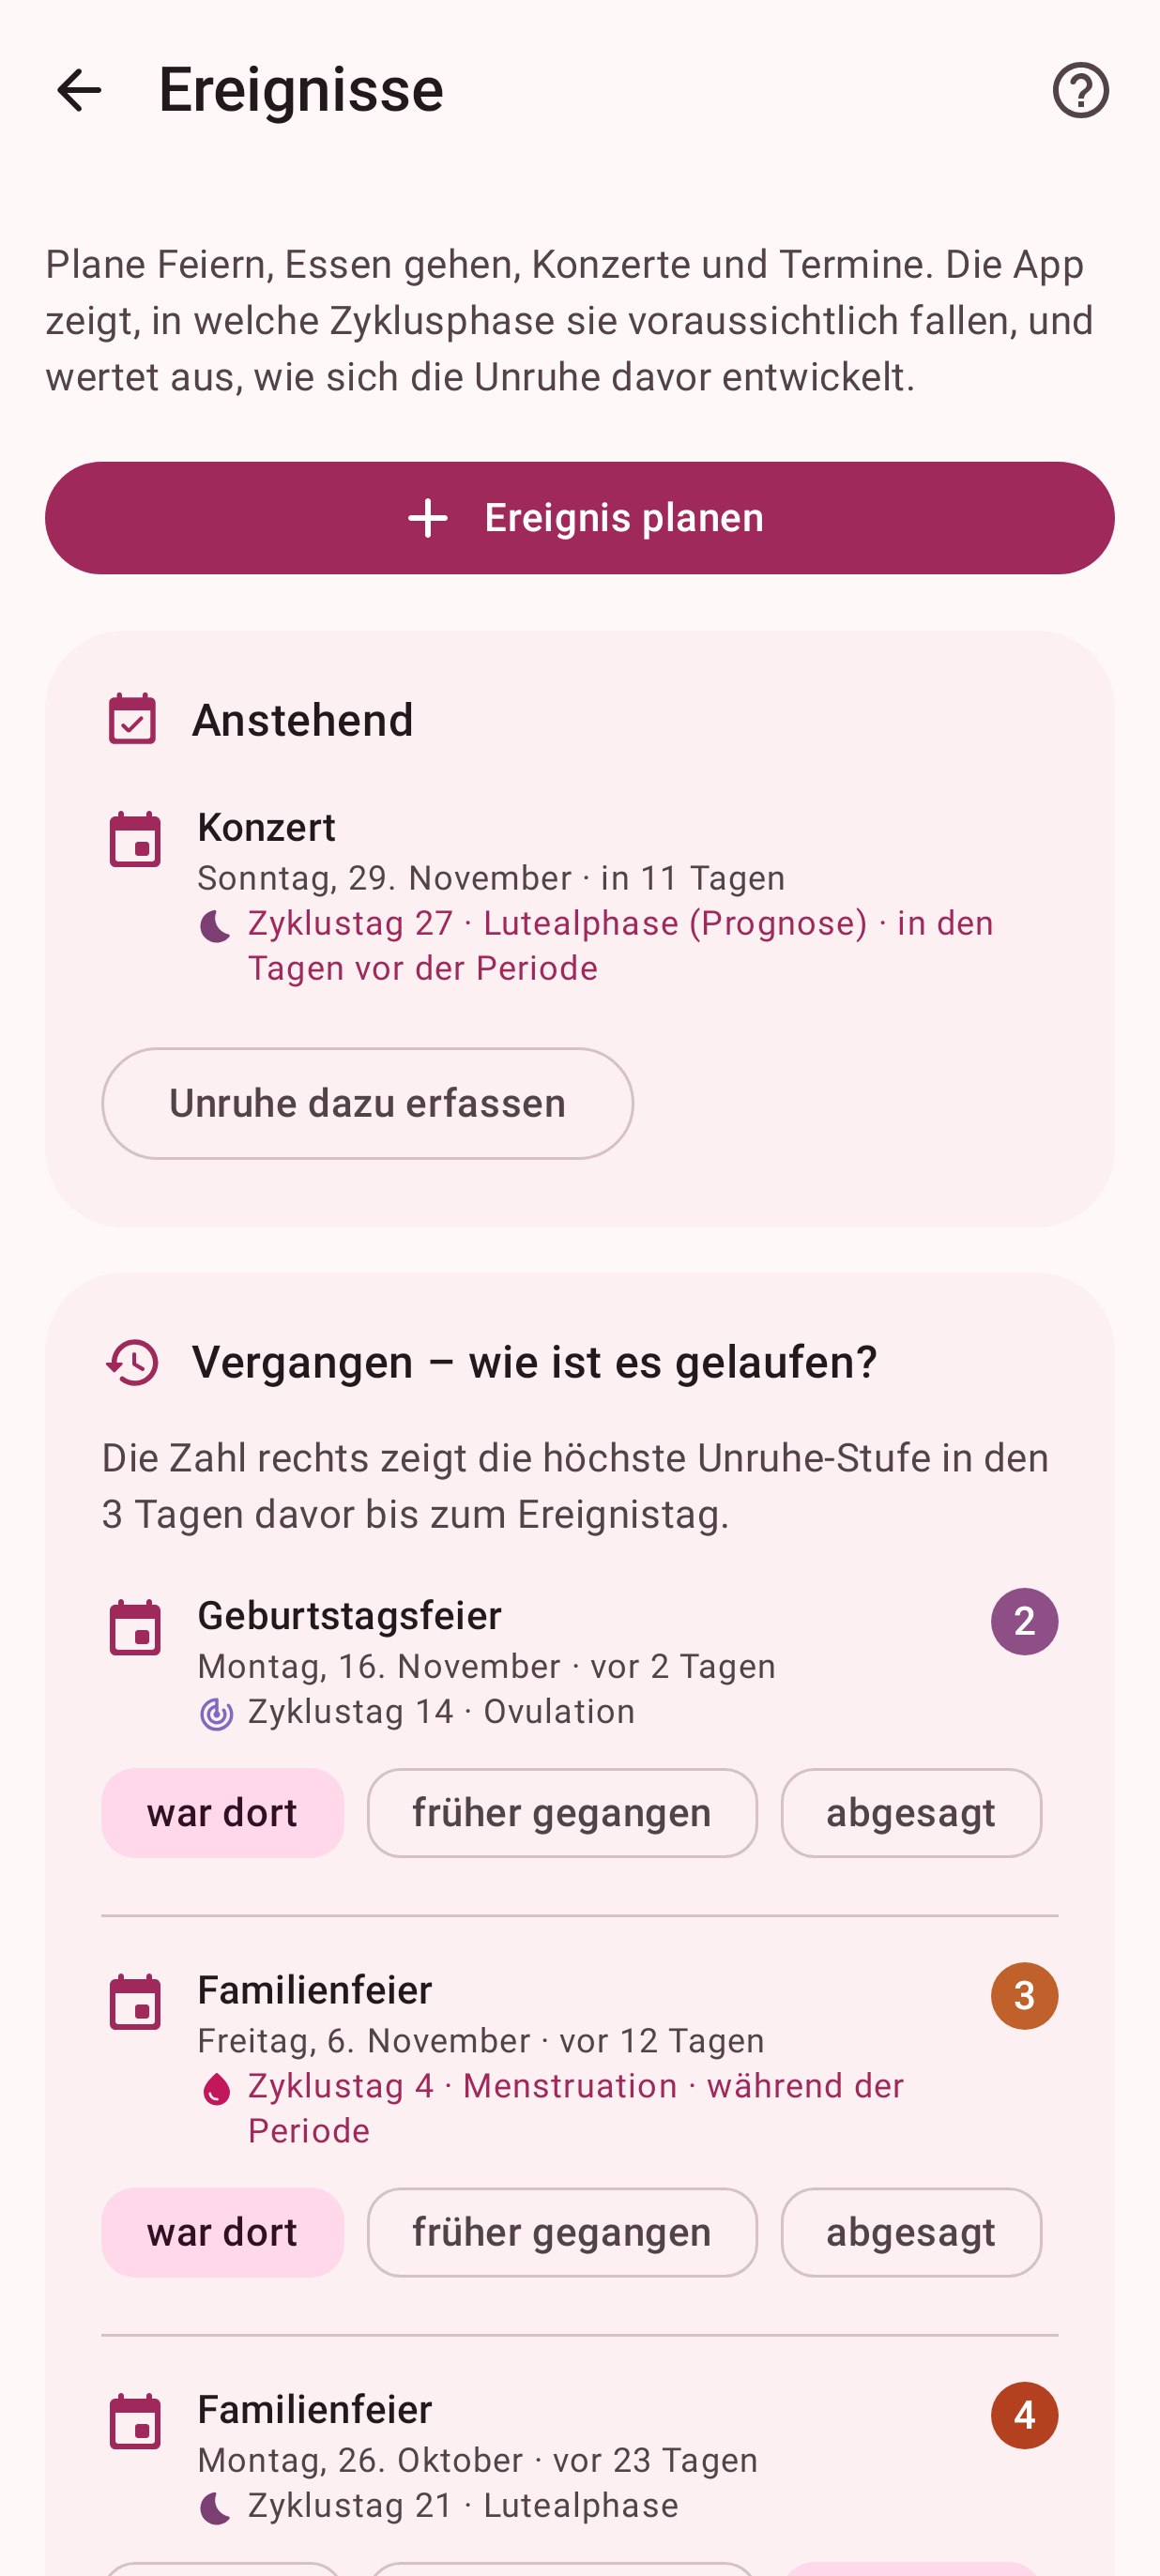 Ereignisse
Plane Feiern, Essen gehen, Konzerte und Termine. Die App
zeigt, in welche Zyklusphase sie voraussichtlich fallen, und
wertet aus, wie sich die Unruhe davor entwickelt.
Ereignis planen
Anstehend
Konzert
Sonntag, 29. November · in 11 Tagen
Zyklustag 27 · Lutealphase (Prognose) · in den
Tagen vor der Periode
Unruhe dazu erfassen
Vergangen – wie ist es gelaufen?
Die Zahl rechts zeigt die höchste Unruhe-Stufe in den
3 Tagen davor bis zum Ereignistag.
Geburtstagsfeier 2
Montag, 16. November · vor 2 Tagen
Zyklustag 14 · Ovulation
war dort früher gegangen abgesagt
Familienfeier 3
Freitag, 6. November · vor 12 Tagen
Zyklustag 4 · Menstruation · während der
Periode
war dort früher gegangen abgesagt
Familienfeier 4
Montag, 26. Oktober · vor 23 Tagen
Zyklustag 21 · Lutealphase